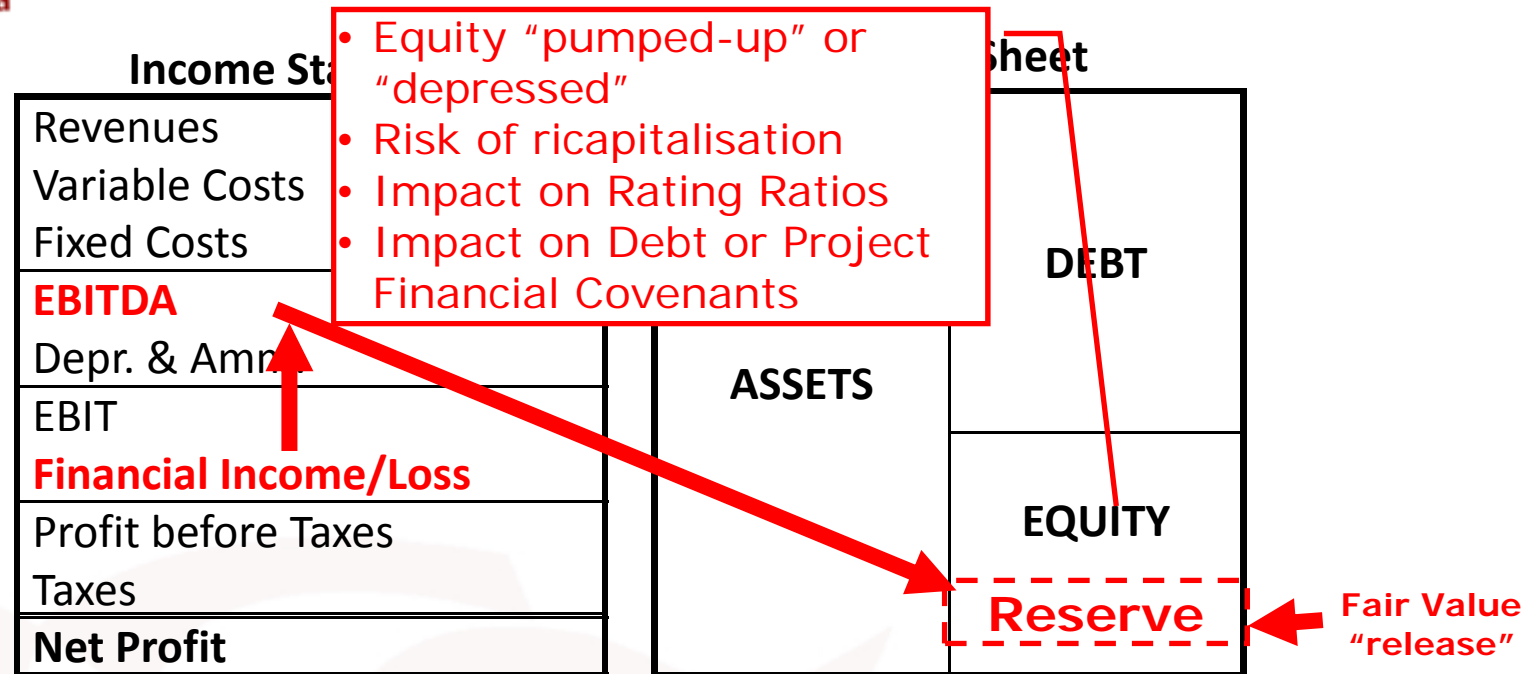 • Equity “pumped-up” or
“depressed”
• Risk of ricapitalisation
• Impact on Rating Ratios
• Impact on Debt or Project
Financial Covenants
Income
Sheet
Revenues
Variable Costs
Fixed Costs
EBITDA
Depr. & Amm
EBIT
Financial Income/Loss
Profit before Taxes
Taxes
Net Profit
ASSETS
DEBT
EQUITY
Reserve
Fair Value
“release”